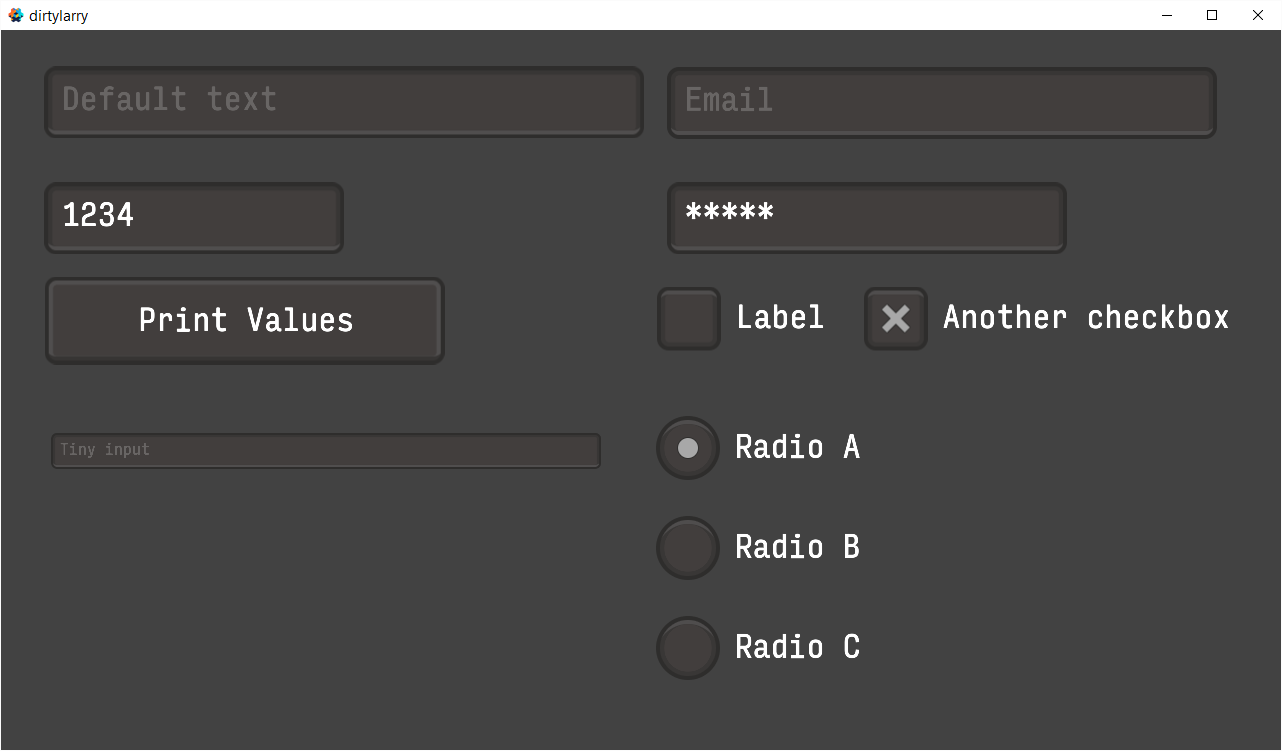 dirtylarry
Default text
Email
1234
*****
Print Values
Label
Another checkbox
Tiny input
Radio A
Radio B
Radio C